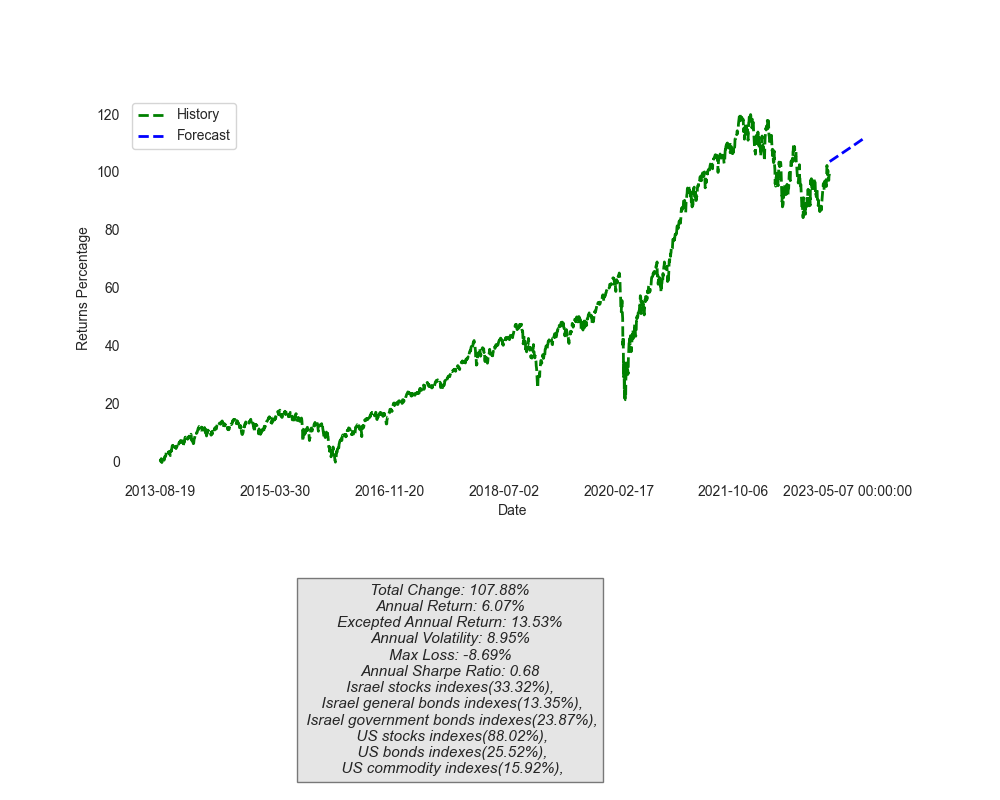 History
Forecast
120
100
80
60
40
20
0
Returns Percentage
2013-08-19
2015-03-30
2016-11-20
2018-07-02
2020-02-17
2021-10-06
2023-05-07 00:00:00
Date
Total Change: 107.88%
Annual Return: 6.07%
Excepted Annual Return: 13.53%
Annual Volatility: 8.95%
Max Loss: -8.69%
Annual Sharpe Ratio: 0.68
Israel stocks indexes(33.32%),
Israel general bonds indexes(13.35%),
Israel government bonds indexes(23.87%),
US stocks indexes(88.02%),
US bonds indexes(25.52%),
US commodity indexes(15.92%),